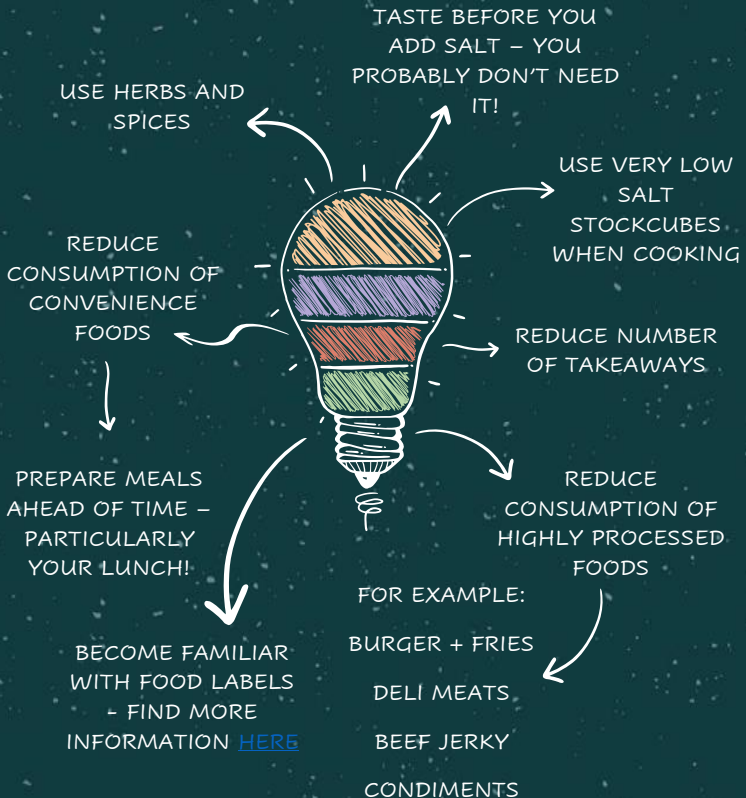 TASTE BEFORE YOU
ADD SALT – YOU
PROBABLY DON'T NEED
IT!
USE HERBS AND
SPICES
USE VERY LOW
SALT
STOCKCUBES
WHEN COOKING
REDUCE
CONSUMPTION OF
CONVENIENCE
FOODS
REDUCE NUMBER
OF TAKEAWAYS
PREPARE MEALS
AHEAD OF TIME –
PARTICULARLY
YOUR LUNCH!
REDUCE
CONSUMPTION OF
HIGHLY PROCESSED
FOODS
BECOME FAMILIAR
WITH FOOD LABELS
- FIND MORE
INFORMATION HERE
FOR EXAMPLE:
BURGER + FRIES
DELI MEATS
BEEF JERKY
CONDIMENTS